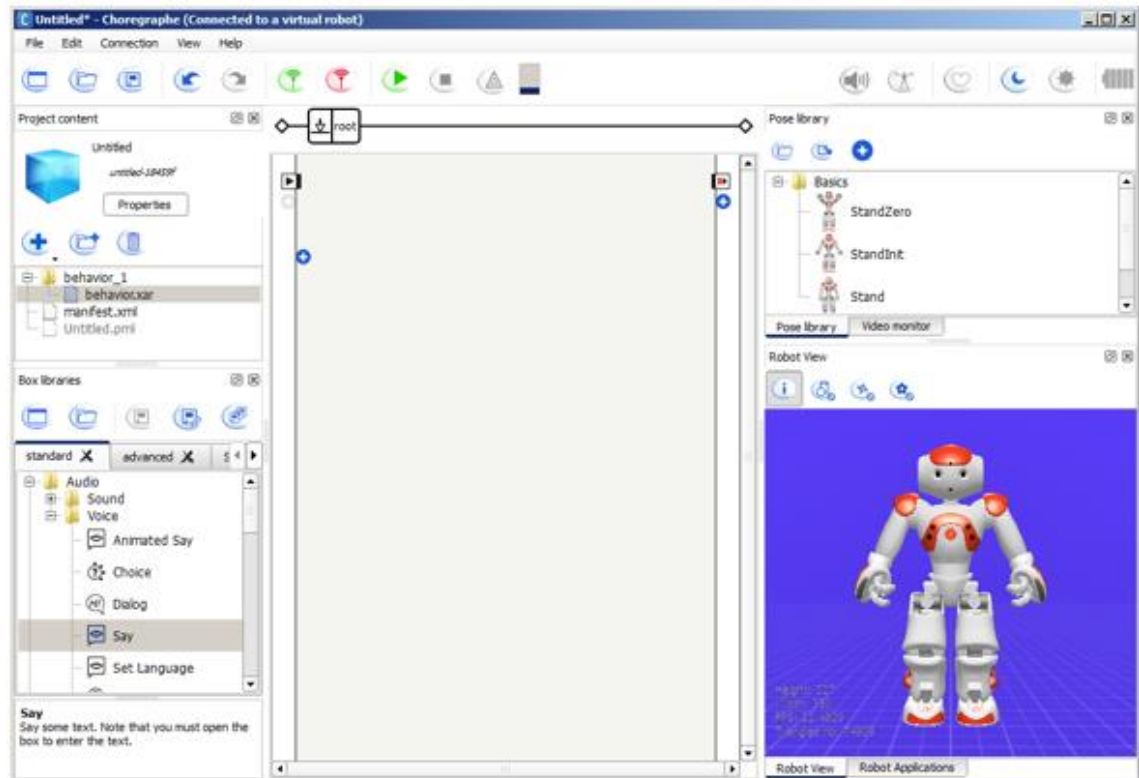 Untitled* - Choregraphe (Connected to a virtual robot)
File Edit Connection View Help
Project content
Untitled
Properties
behavior_1
behavior.xar
manifest.xml
Untitled.pml
Box libraries
standard
advanced
Audio
Sound
Voice
Animated Say
Choice
Dialog
Say
Set Language
Say
Say some text. Note that you must open the
box to enter the text.
root
Pose library
Basics
StandZero
StandInit
Stand
Pose library Video monitor
Robot View
Robot View Robot Applications